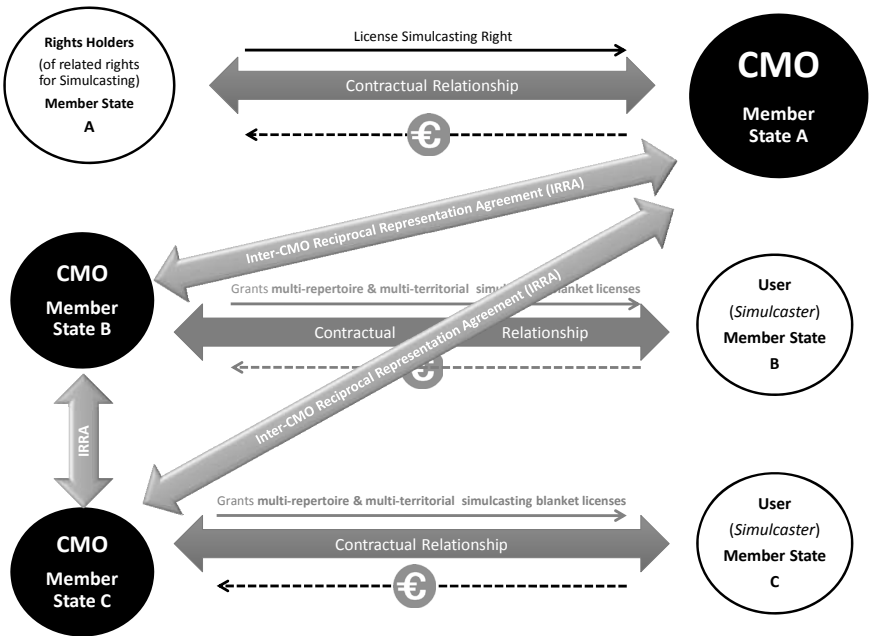 Rights Holders
(of related rights
for Simulcasting)
Member State
A
License Simulcasting Right
Contractual Relationship
€
CMO
Member
State A
Inter-CMO Reciprocal Representation Agreement (IRRA)
CMO
Member
State B
Grants multi-repertoire & multi-territorial simu blanket licenses
Contractual Relationship
€
Inter-CMO Reciprocal Representation Agreement (IRRA)
User
(Simulcaster)
Member State
B
IRRA
CMO
Member
State C
Grants multi-repertoire & multi-territorial simulcasting blanket licenses
Contractual Relationship
€
User
(Simulcaster)
Member State
C